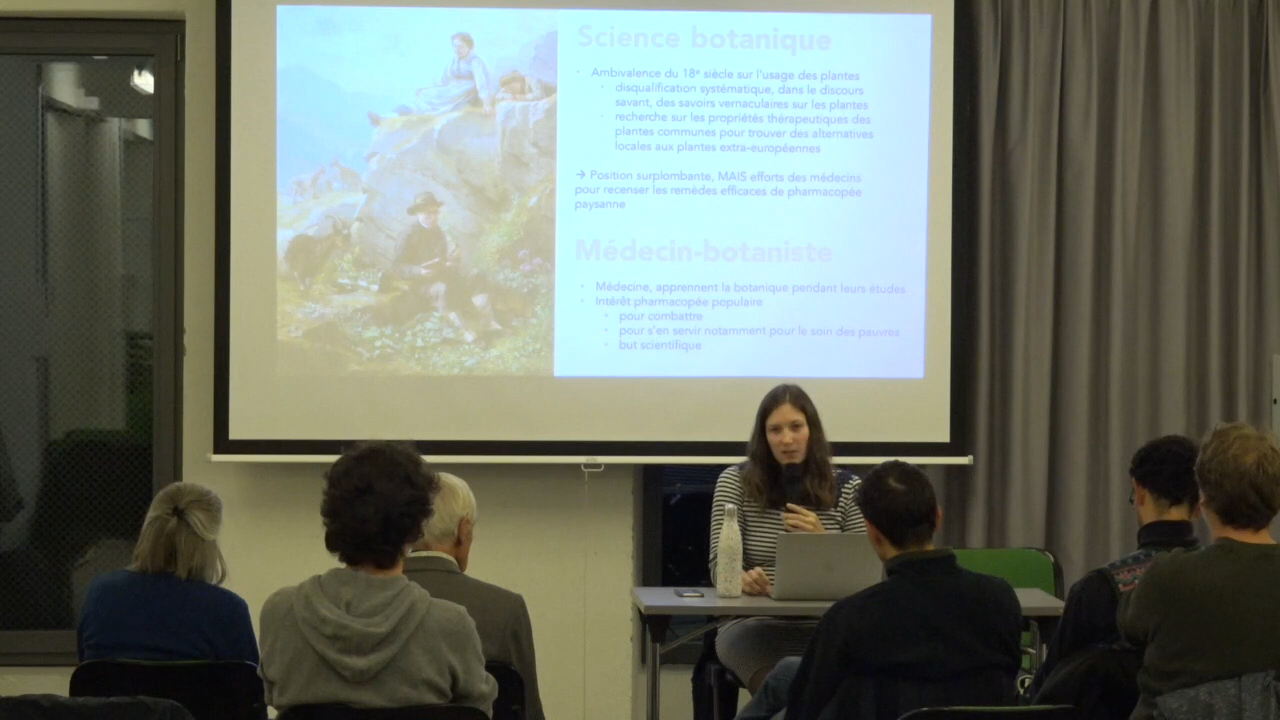 Science botanique
Ambivalence du 18e siècle sur l'usage des plantes
disqualification systématique, dans le discours
savant, des savoirs vernaculaires sur les plantes
recherche sur les propriétés thérapeutiques des
plantes communes pour trouver des alternatives
locales aux plantes extra-européennes
→ Position surplombante, MAIS efforts des médecins
pour recenser les remèdes efficaces de pharmacopée
paysanne
Médecin-botaniste
Médecine, apprennent la botanique pendant leurs études
Intérêt pharmacopée populaire
pour combattre
pour s'en servir notamment pour le soin des pauvres
but scientifique